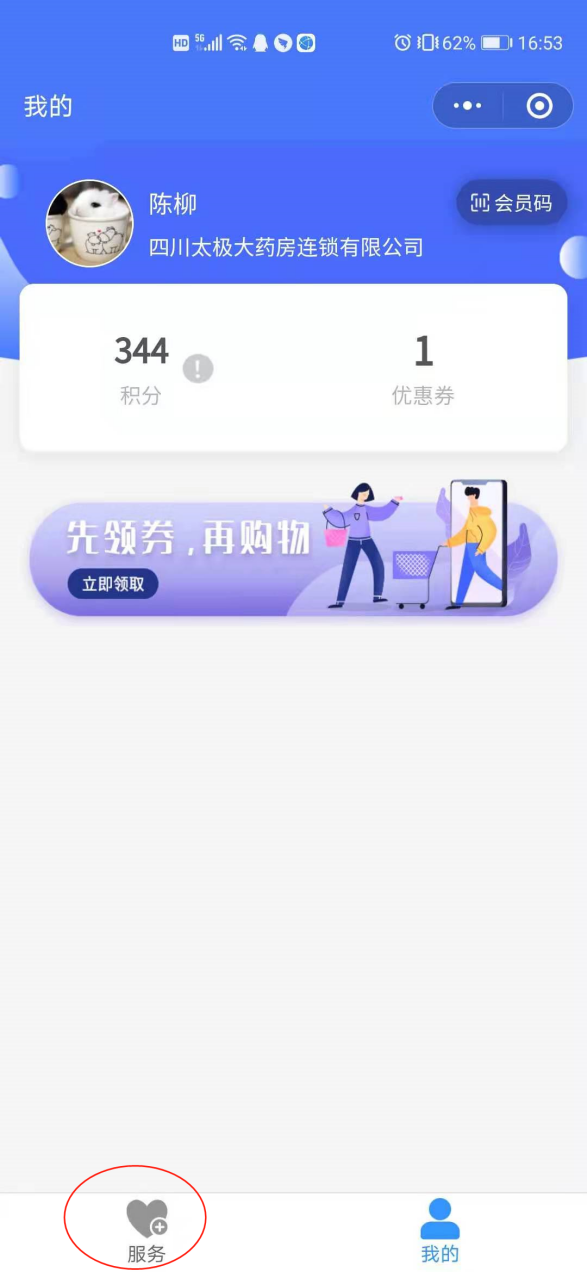 HD 5G 62% 16:53
我的
陈柳
会员码
四川太极大药房连锁有限公司
344
1
积分
优惠券
先领券,再购物
立即领取
服务
我的